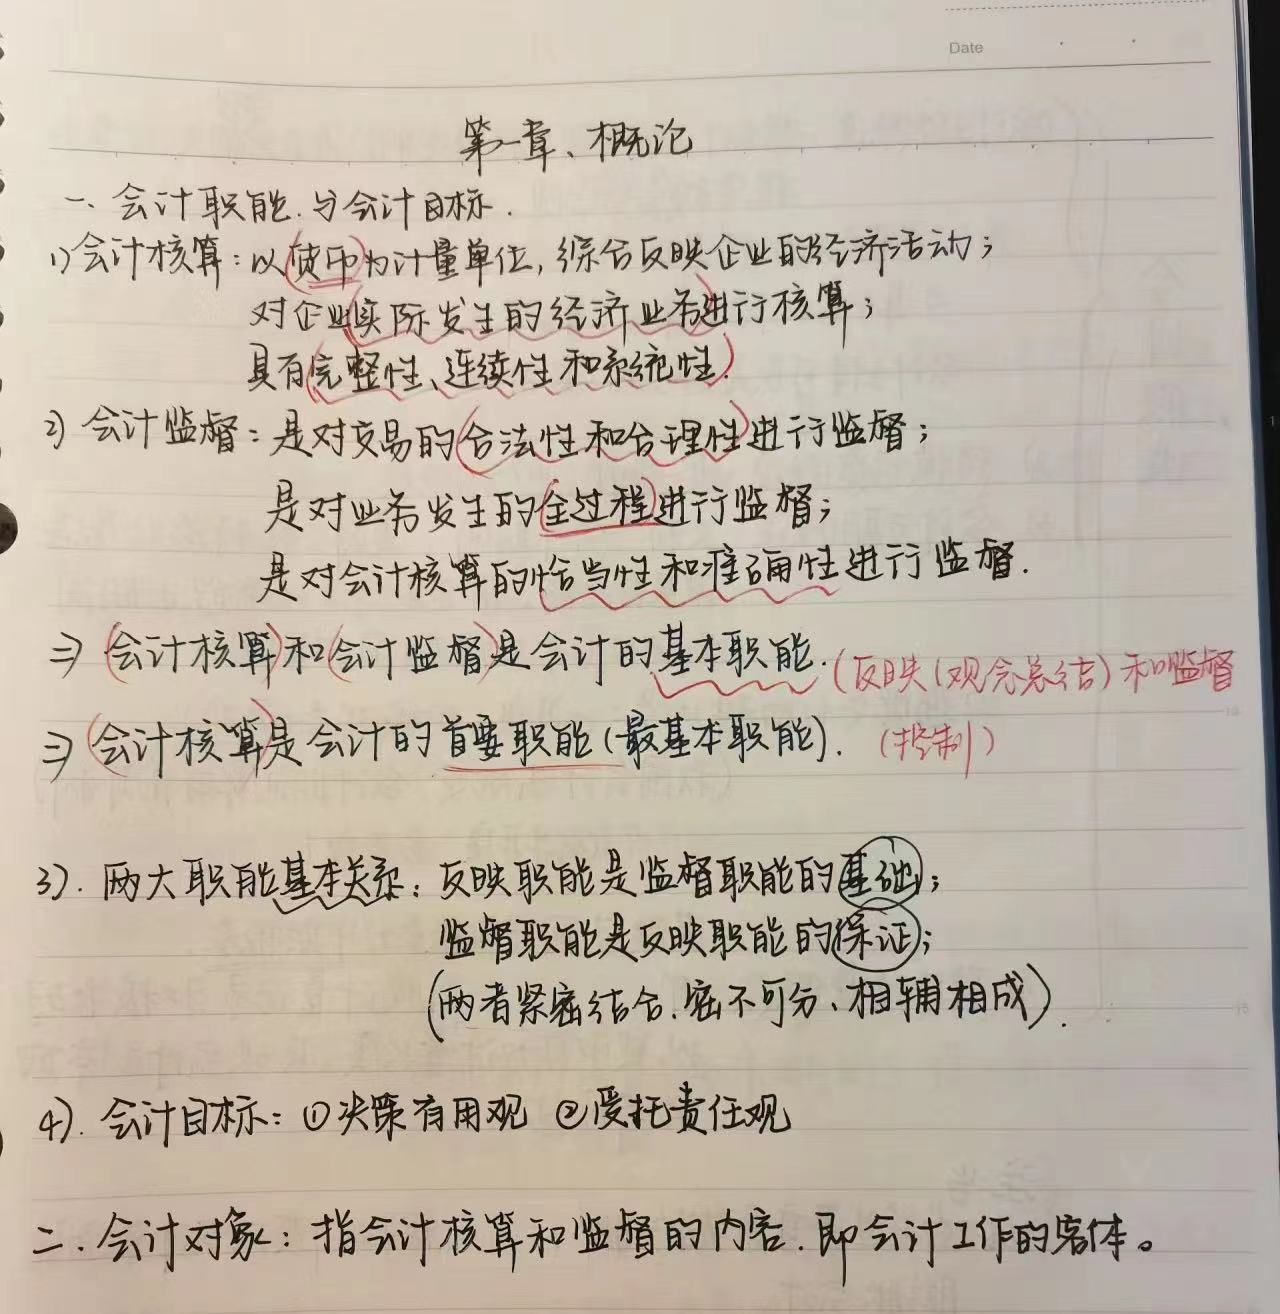 Date
第一章、概论
一、会计职能.与会计目标.
1)会计核算:以(货币)为计量单位,综合反映企业的经济活动;
对企业(实际发生的经济业务)进行核算;
具有(完整性、连续性和系统性).
2)会计监督:是对交易的(合法性和合理性)进行监督;
是对业务发生的(全过程)进行监督;
是对会计核算的恰当性和准确性进行监督.
⇒(会计核算)和(会计监督)是会计的基本职能.(反映(观念总结)和监督
⇒(会计核算)是会计的首要职能(最基本职能). (控制)
3).两大职能基本关系:反映职能是监督职能的基础;
监督职能是反映职能的保证;
(两者紧密结合.密不可分、相辅相成).
4).会计目标:①决策有用观 ②受托责任观
二.会计对象:指会计核算和监督的内容.即会计工作的客体。